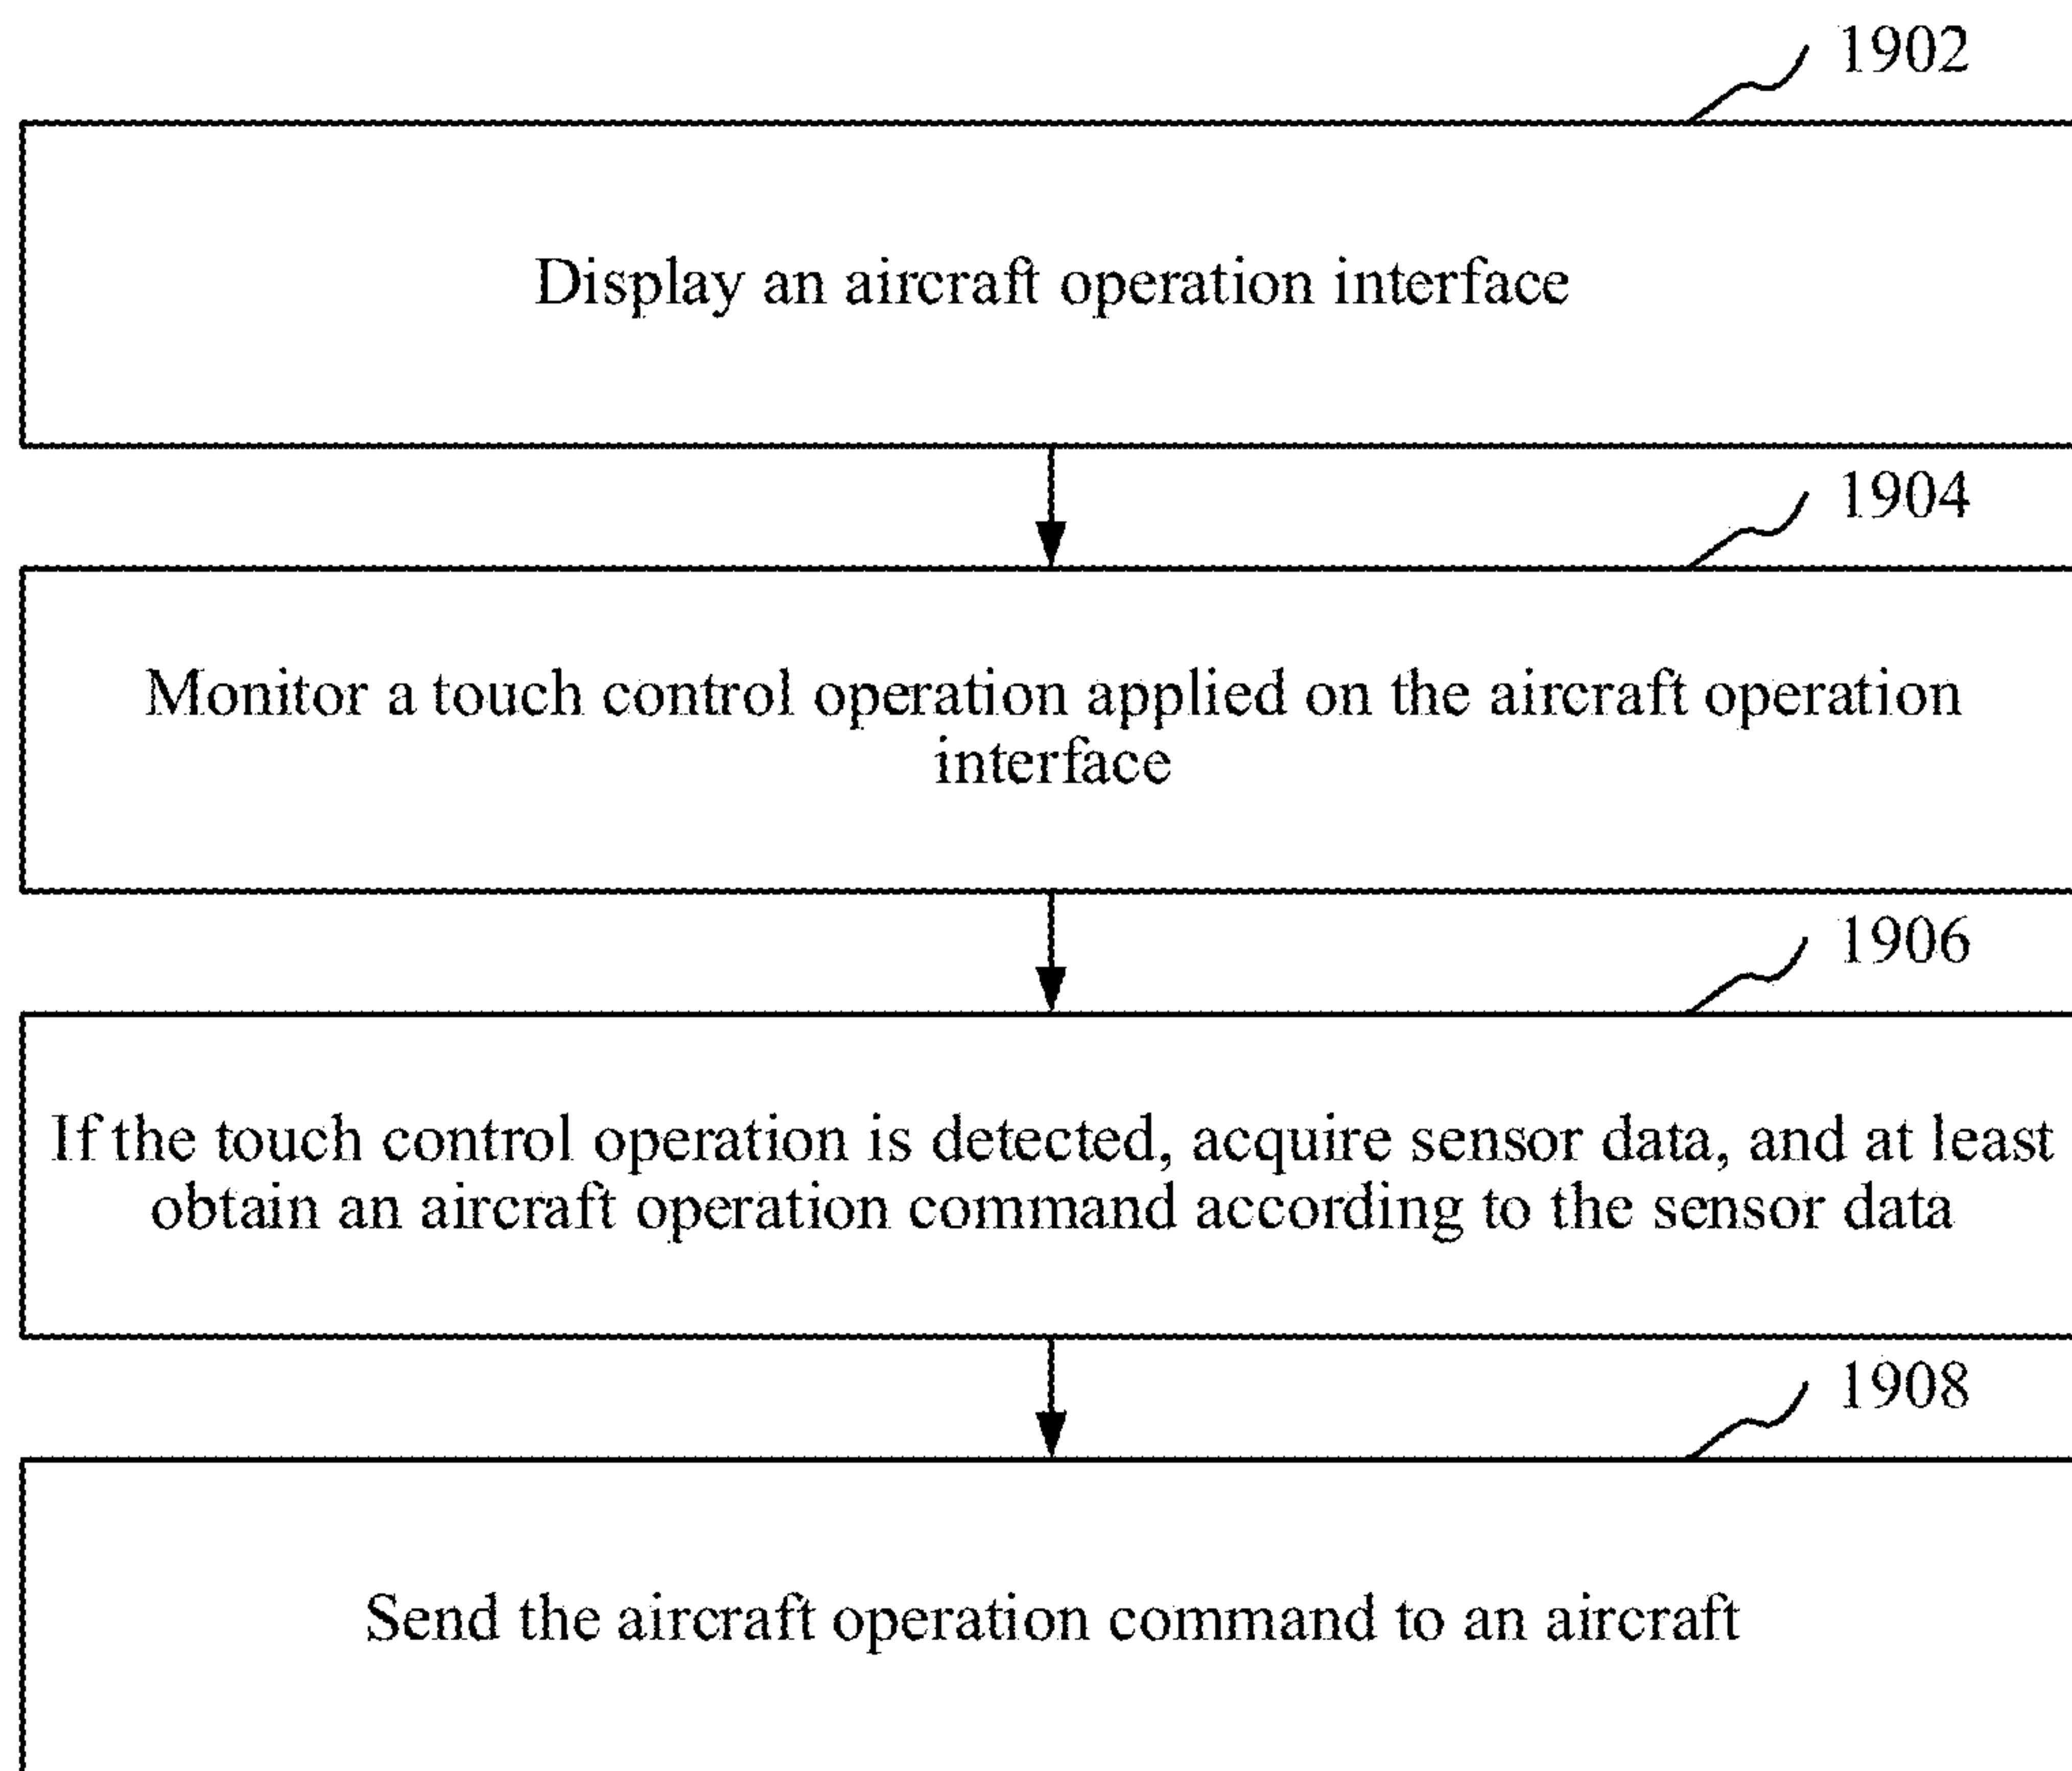 1902
Display an aircraft operation interface
1904
Monitor a touch control operation applied on the aircraft operation
interface
1906
If the touch control operation is detected, acquire sensor data, and at least
obtain an aircraft operation command according to the sensor data
1908
Send the aircraft operation command to an aircraft